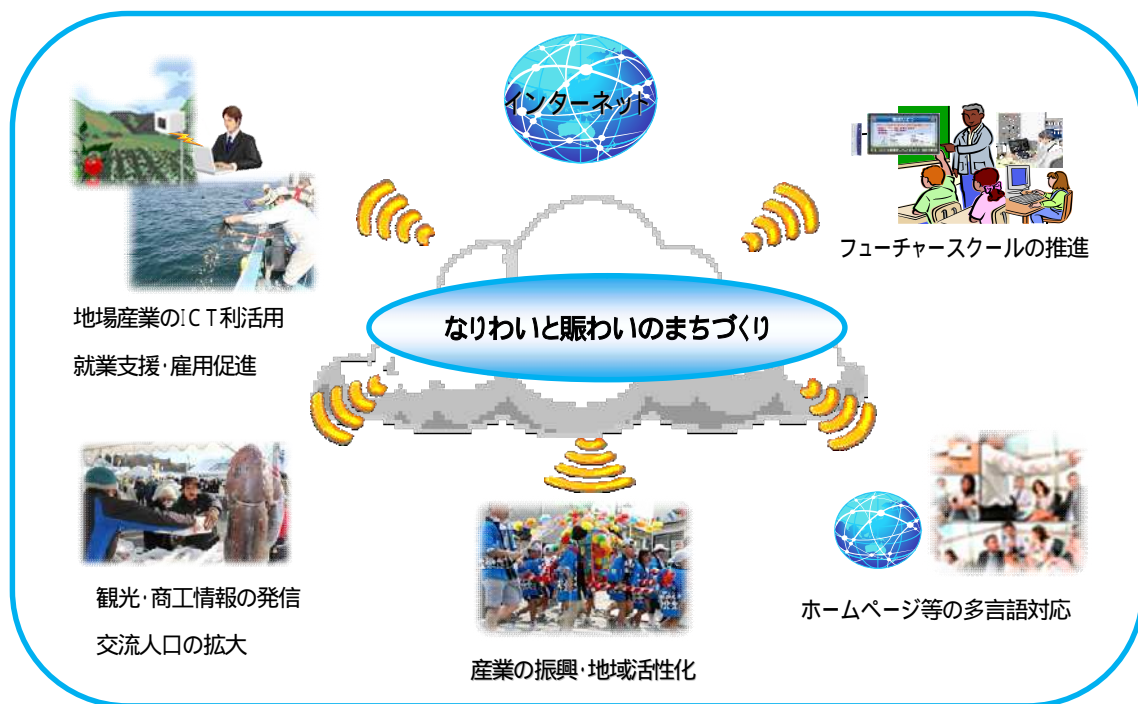 インターネット
フューチャースクールの推進
地場産業のICT利活用
就業支援・雇用促進
なりわいと賑わいのまちづくり
観光・商工情報の発信
交流人口の拡大
ホームページ等の多言語対応
産業の振興・地域活性化